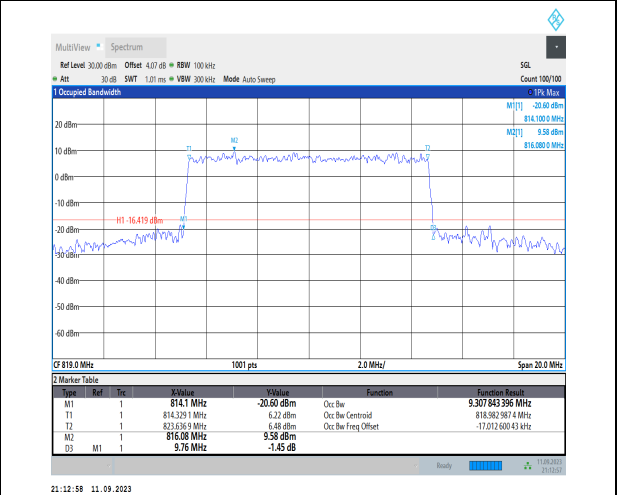 MultiView Spectrum
Ref Level 30.00 dBm Offset 4.07 dB RBW 100 kHz SGL
Att 30 dB SWT 1.01 ms VBW 300 kHz Mode Auto Sweep Count 100/100
1 Occupied Bandwidth 1Pk Max
M1[1] -20.60 dBm
814.1000 MHz
M2[1] 9.58 dBm
816.0800 MHz
20 dBm
10 dBm
T1 M2 T2
0 dBm
-10 dBm
H1 -16.419 dBm
M1
-20 dBm
-30 dBm
-40 dBm
-50 dBm
-60 dBm
CF 819.0 MHz 1001 pts 2.0 MHz/ Span 20.0 MHz
2 Marker Table
Type Ref Trc X-Value Y-Value Function Function Result
M1 1 814.1 MHz -20.60 dBm Occ Bw 9.307 843 396 MHz
T1 1 814.329 1 MHz 6.22 dBm Occ Bw Centroid 818.982 987 4 MHz
T2 1 823.636 9 MHz 6.48 dBm Occ Bw Freq Offset -17.012 600 43 kHz
M2 1 816.08 MHz 9.58 dBm
D3 M1 1 9.76 MHz -1.45 dB
Ready 11.09.2023
21:12:57
21:12:58 11.09.2023